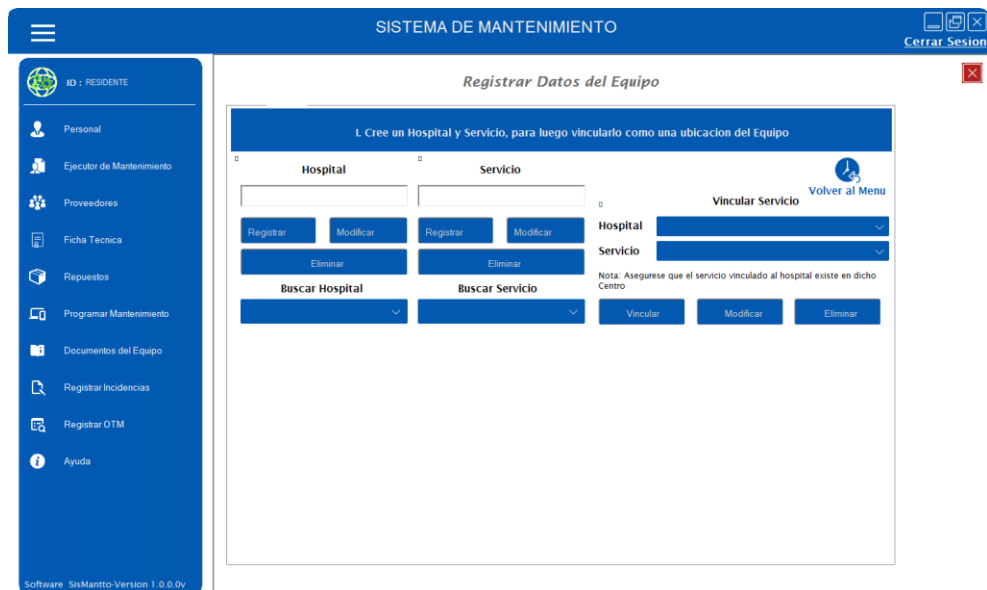 SISTEMA DE MANTENIMIENTO
Cerrar Sesion
ID : RESIDENTE
Personal
Ejecutor de Mantenimiento
Proveedores
Ficha Tecnica
Repuestos
Programar Mantenimiento
Documentos del Equipo
Registrar Incidencias
Registrar OTM
Ayuda
Software SisMantto-Version 1.0.0.0v
Registrar Datos del Equipo
I. Cree un Hospital y Servicio, para luego vincularlo como una ubicacion del Equipo
Hospital
Registrar Modificar
Eliminar
Buscar Hospital
Servicio
Registrar Modificar
Eliminar
Buscar Servicio
Volver al Menu
Vincular Servicio
Hospital
Servicio
Nota: Asegurese que el servicio vinculado al hospital existe en dicho
Centro
Vincular Modificar Eliminar